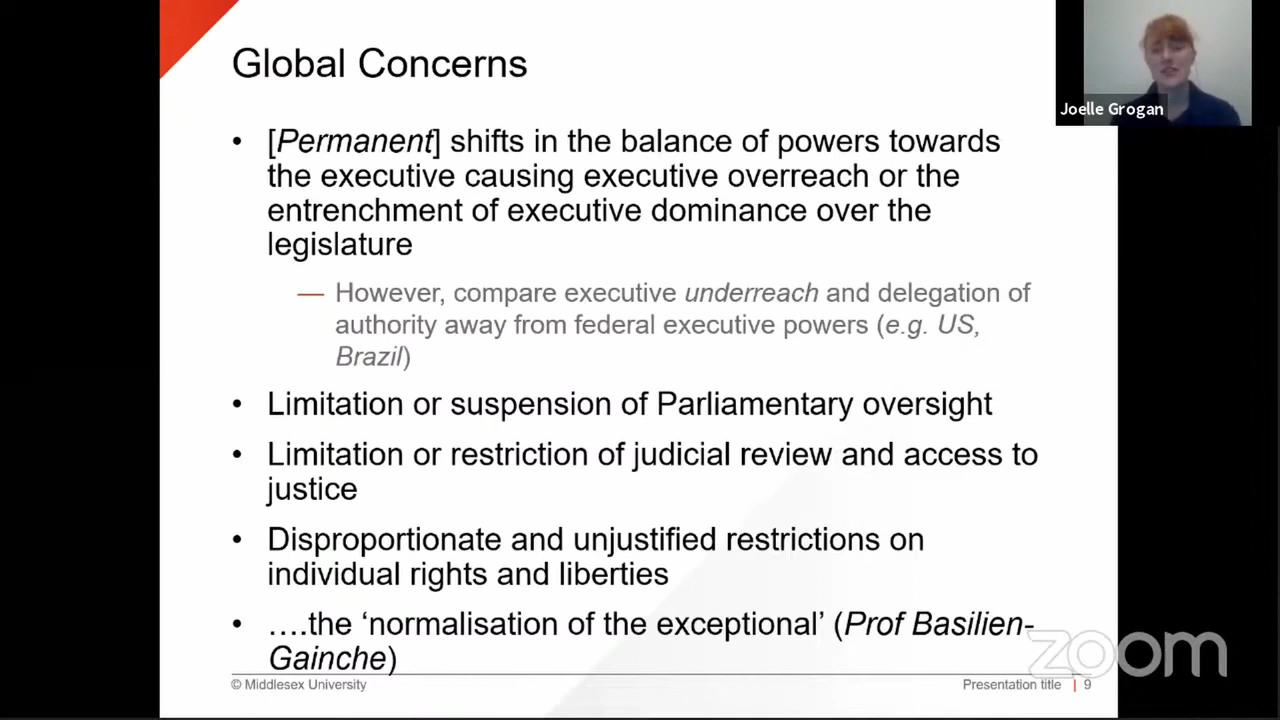 Global Concerns
Joelle Grogan
• [Permanent] shifts in the balance of powers towards
the executive causing executive overreach or the
entrenchment of executive dominance over the
legislature
— However, compare executive underreach and delegation of
authority away from federal executive powers (e.g. US,
Brazil)
• Limitation or suspension of Parliamentary oversight
• Limitation or restriction of judicial review and access to
justice
• Disproportionate and unjustified restrictions on
individual rights and liberties
• ….the ‘normalisation of the exceptional’ (Prof Basilien-
Gainche)
zoom
© Middlesex University
Presentation title | 9